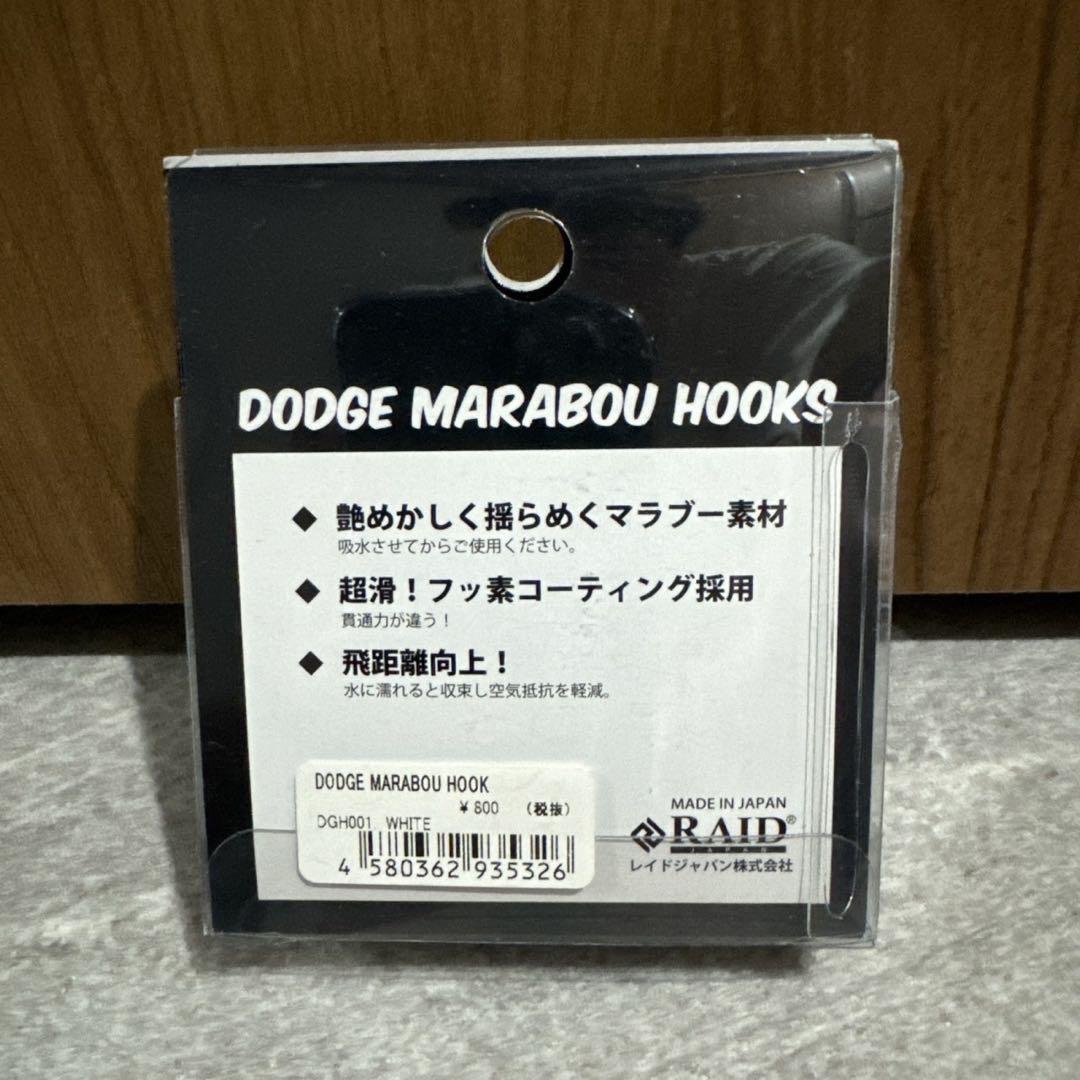 DODGE MARABOU HOOKS
◆ 艶めかしく揺らめくマラブー素材
吸水させてからご使用ください。
◆ 超滑！フッ素コーティング採用
貫通力が違う！
◆ 飛距離向上！
水に濡れると収束し空気抵抗を軽減。
DODGE MARABOU HOOK
¥800 （税抜）
DGH001 WHITE
4 580362 935326
MADE IN JAPAN
RAID®
JAPAN
レイドジャパン株式会社